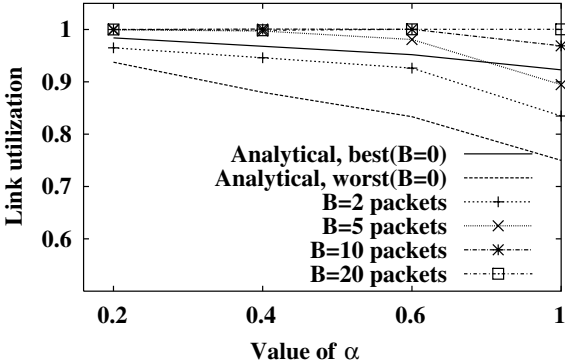 1
0.9
0.8
0.7
0.6
Link utilization
Analytical, best(B=0)
Analytical, worst(B=0)
B=2 packets
B=5 packets
B=10 packets
B=20 packets
0.2 0.4 0.6 1
Value of α